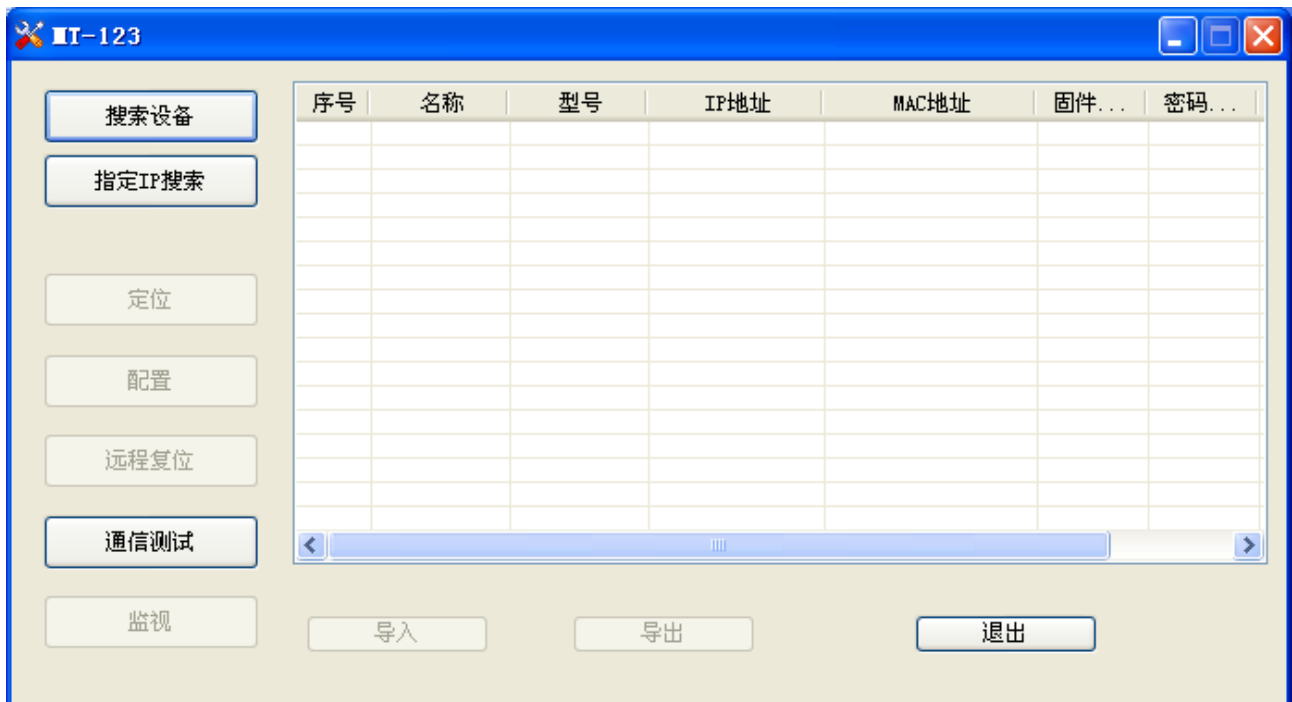 MT-123
搜索设备
指定IP搜索
定位
配置
远程复位
通信测试
监视
序号 名称 型号 IP地址 MAC地址 固件... 密码...
导入 导出 退出